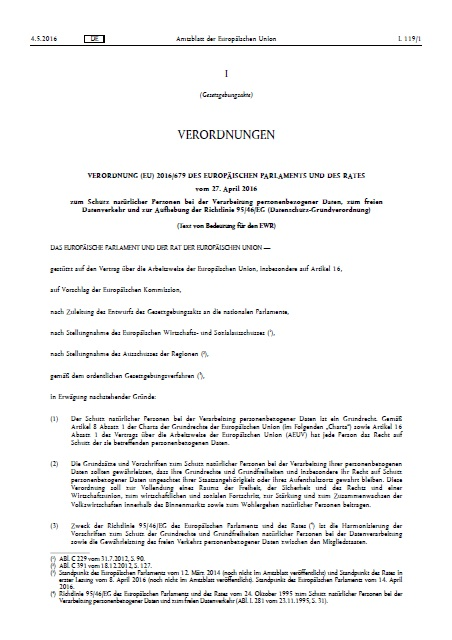 4.5.2016 DE Amtsblatt der Europäischen Union L 119/1
I
(Gesetzgebungsakte)
VERORDNUNGEN
VERORDNUNG (EU) 2016/679 DES EUROPÄISCHEN PARLAMENTS UND DES RATES
vom 27. April 2016
zum Schutz natürlicher Personen bei der Verarbeitung personenbezogener Daten, zum freien
Datenverkehr und zur Aufhebung der Richtlinie 95/46/EG (Datenschutz-Grundverordnung)
(Text von Bedeutung für den EWR)
DAS EUROPÄISCHE PARLAMENT UND DER RAT DER EUROPÄISCHEN UNION —
gestützt auf den Vertrag über die Arbeitsweise der Europäischen Union, insbesondere auf Artikel 16,
auf Vorschlag der Europäischen Kommission,
nach Zuleitung des Entwurfs des Gesetzgebungsakts an die nationalen Parlamente,
nach Stellungnahme des Europäischen Wirtschafts- und Sozialausschusses (¹),
nach Stellungnahme des Ausschusses der Regionen (²),
gemäß dem ordentlichen Gesetzgebungsverfahren (³),
in Erwägung nachstehender Gründe:
(1) Der Schutz natürlicher Personen bei der Verarbeitung personenbezogener Daten ist ein Grundrecht. Gemäß
Artikel 8 Absatz 1 der Charta der Grundrechte der Europäischen Union (im Folgenden „Charta“) sowie Artikel 16
Absatz 1 des Vertrags über die Arbeitsweise der Europäischen Union (AEUV) hat jede Person das Recht auf
Schutz der sie betreffenden personenbezogenen Daten.
(2) Die Grundsätze und Vorschriften zum Schutz natürlicher Personen bei der Verarbeitung ihrer personenbezogenen
Daten sollten gewährleisten, dass ihre Grundrechte und Grundfreiheiten und insbesondere ihr Recht auf Schutz
personenbezogener Daten ungeachtet ihrer Staatsangehörigkeit oder ihres Aufenthaltsorts gewahrt bleiben. Diese
Verordnung soll zur Vollendung eines Raums der Freiheit, der Sicherheit und des Rechts und einer
Wirtschaftsunion, zum wirtschaftlichen und sozialen Fortschritt, zur Stärkung und zum Zusammenwachsen der
Volkswirtschaften innerhalb des Binnenmarkts sowie zum Wohlergehen natürlicher Personen beitragen.
(3) Zweck der Richtlinie 95/46/EG des Europäischen Parlaments und des Rates (⁴) ist die Harmonisierung der
Vorschriften zum Schutz der Grundrechte und Grundfreiheiten natürlicher Personen bei der Datenverarbeitung
sowie die Gewährleistung des freien Verkehrs personenbezogener Daten zwischen den Mitgliedstaaten.
(¹) ABl. C 229 vom 31.7.2012, S. 90.
(²) ABl. C 391 vom 18.12.2012, S. 127.
(³) Standpunkt des Europäischen Parlaments vom 12. März 2014 (noch nicht im Amtsblatt veröffentlicht) und Standpunkt des Rates in
erster Lesung vom 8. April 2016 (noch nicht im Amtsblatt veröffentlicht). Standpunkt des Europäischen Parlaments vom 14. April
2016.
(⁴) Richtlinie 95/46/EG des Europäischen Parlaments und des Rates vom 24. Oktober 1995 zum Schutz natürlicher Personen bei der
Verarbeitung personenbezogener Daten und zum freien Datenverkehr (ABl. L 281 vom 23.11.1995, S. 31).